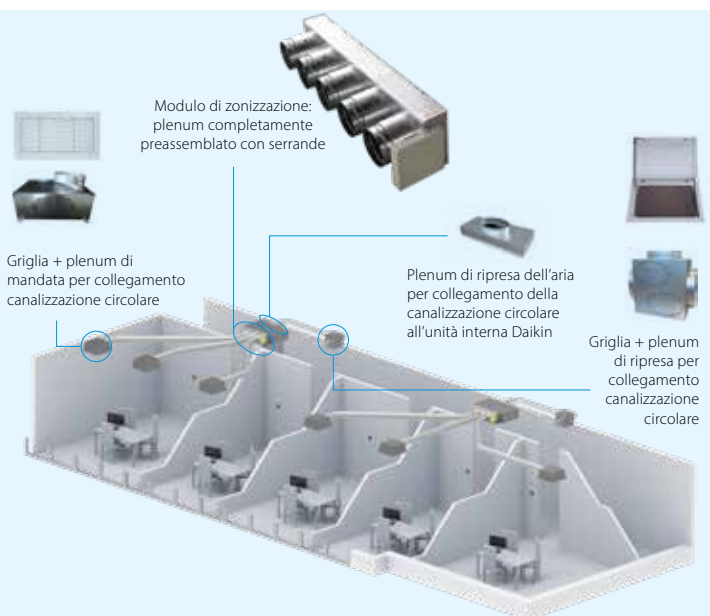 Modulo di zonizzazione:
plenum completamente
preassemblato con serrande
Griglia + plenum di
mandata per collegamento
canalizzazione circolare
Plenum di ripresa dell'aria
per collegamento della
canalizzazione circolare
all'unità interna Daikin
Griglia + plenum
di ripresa per
collegamento
canalizzazione
circolare